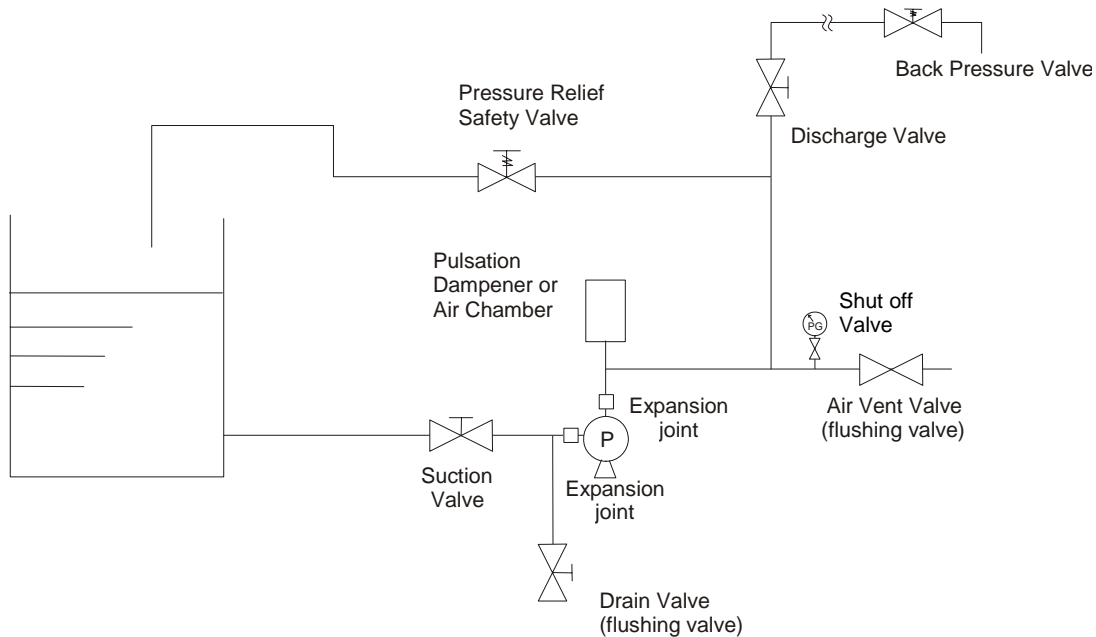 Back Pressure Valve
Pressure Relief
Safety Valve
Discharge Valve
Pulsation
Dampener or
Air Chamber
Shut off
Valve
PG
Expansion
joint
Air Vent Valve
(flushing valve)
P
Suction
Valve
Expansion
joint
Drain Valve
(flushing valve)